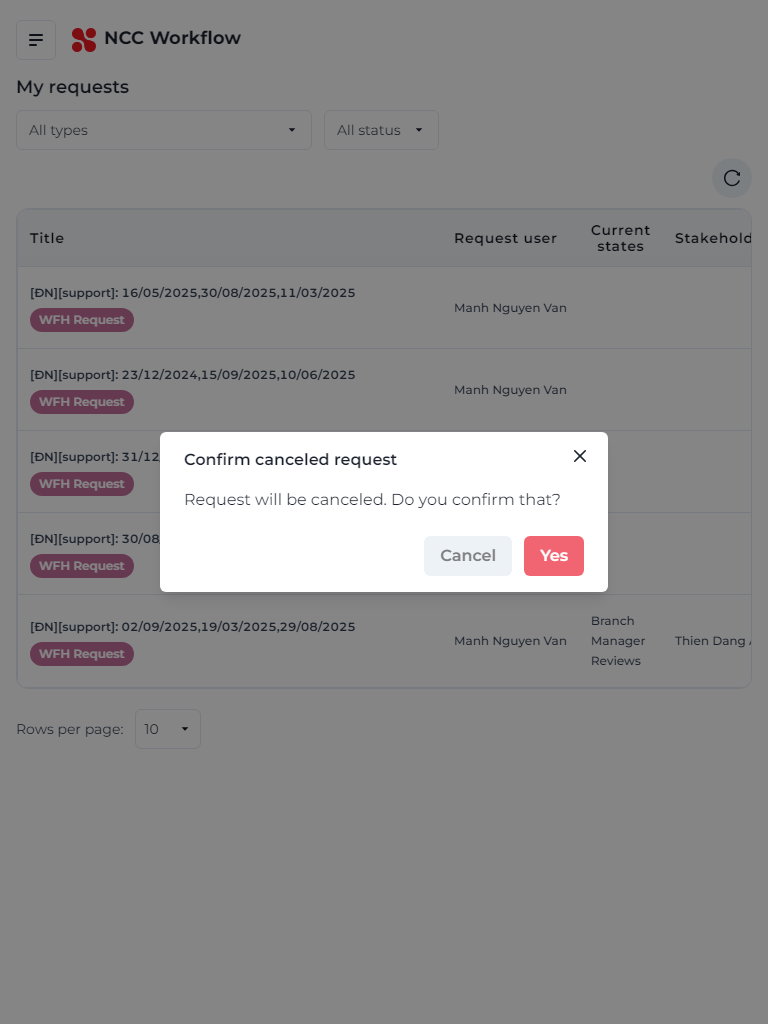 NCC Workflow
My requests
All types
All status
Title
Request user
Current
states
Stakehold
[ĐN][support]: 16/05/2025,30/08/2025,11/03/2025
WFH Request
Manh Nguyen Van
[ĐN][support]: 23/12/2024,15/09/2025,10/06/2025
WFH Request
Manh Nguyen Van
[ĐN][support]: 31/12
WFH Request
[ĐN][support]: 30/08
WFH Request
Confirm canceled request
Request will be canceled. Do you confirm that?
Cancel
Yes
[ĐN][support]: 02/09/2025,19/03/2025,29/08/2025
WFH Request
Manh Nguyen Van
Branch
Manager
Reviews
Thien Dang
Rows per page:
10